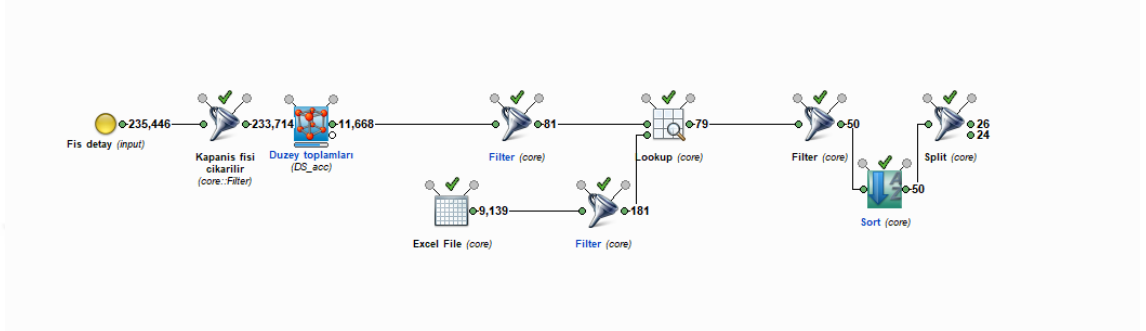 235,446
233,714
11,668
81
79
50
26
24
Fis detay (input)
Kapanis fisi
cikarilir
(core::Filter)
Duzey toplamları
(DS_acc)
Filter (core)
Lookup (core)
Filter (core)
Split (core)
9,139
181
50
Excel File (core)
Filter (core)
Sort (core)